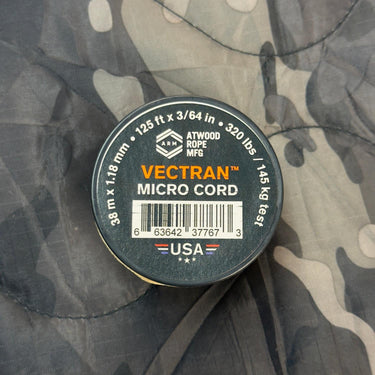 38 m x 1.18 mm • 125 ft x 3/64 in • 320 lbs / 145 kg test
ARM
ATWOOD
ROPE
MFG
VECTRAN™
MICRO CORD
6 63642 37767 3
USA